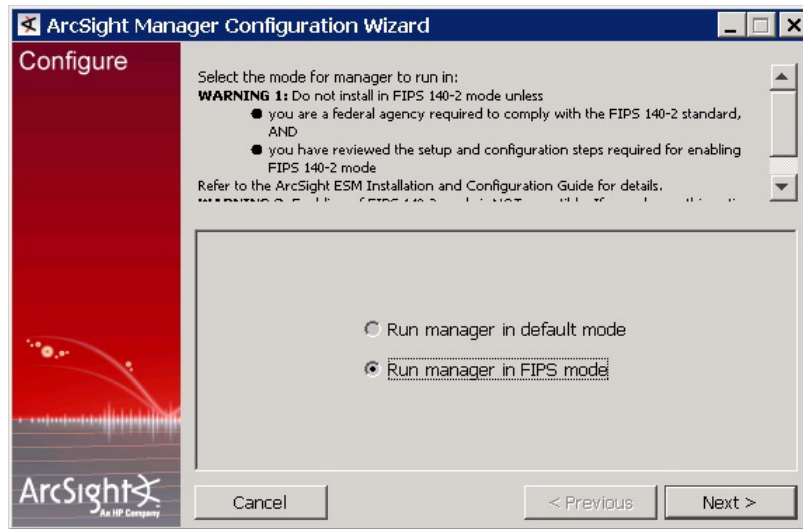 ArcSight Manager Configuration Wizard
Configure
Select the mode for manager to run in:
WARNING 1: Do not install in FIPS 140-2 mode unless
● you are a federal agency required to comply with the FIPS 140-2 standard,
AND
● you have reviewed the setup and configuration steps required for enabling
FIPS 140-2 mode
Refer to the ArcSight ESM Installation and Configuration Guide for details.
Run manager in default mode
Run manager in FIPS mode
ArcSight
An HP Company
Cancel
< Previous
Next >